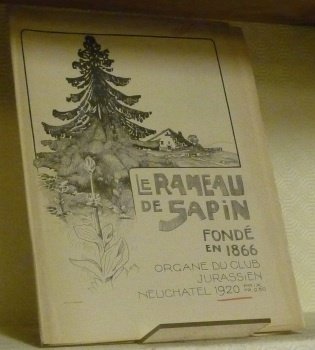 LE RAMEAU
DE SAPIN
FONDÉ
EN 1866
ORGANE DU CLUB
JURASSIEN
NEUCHATEL 1920